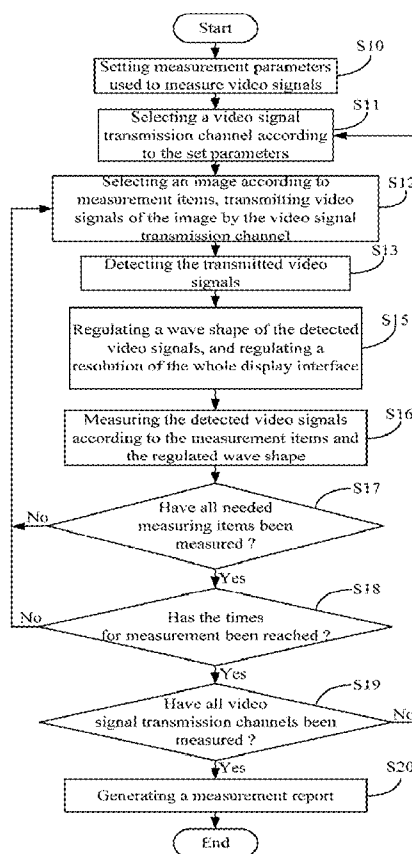 Start
S10
Setting measurement parameters
used to measure video signals
S11
Selecting a video signal
transmission channel according
to the set parameters
S12
Selecting an image according to
measurement items, transmitting video
signals of the image by the video signal
transmission channel
S13
Detecting the transmitted video
signals
S15
Regulating a wave shape of the detected
video signals, and regulating a
resolution of the whole display interface
S16
Measuring the detected video signals
according to the measurement items and
the regulated wave shape
S17
No
Have all needed
measuring items been
measured ?
Yes
S18
No
Has the times
for measurement been reached ?
Yes
S19
Have all video
signal transmission channels been
measured ?
No
Yes
S20
Generating a measurement report
End